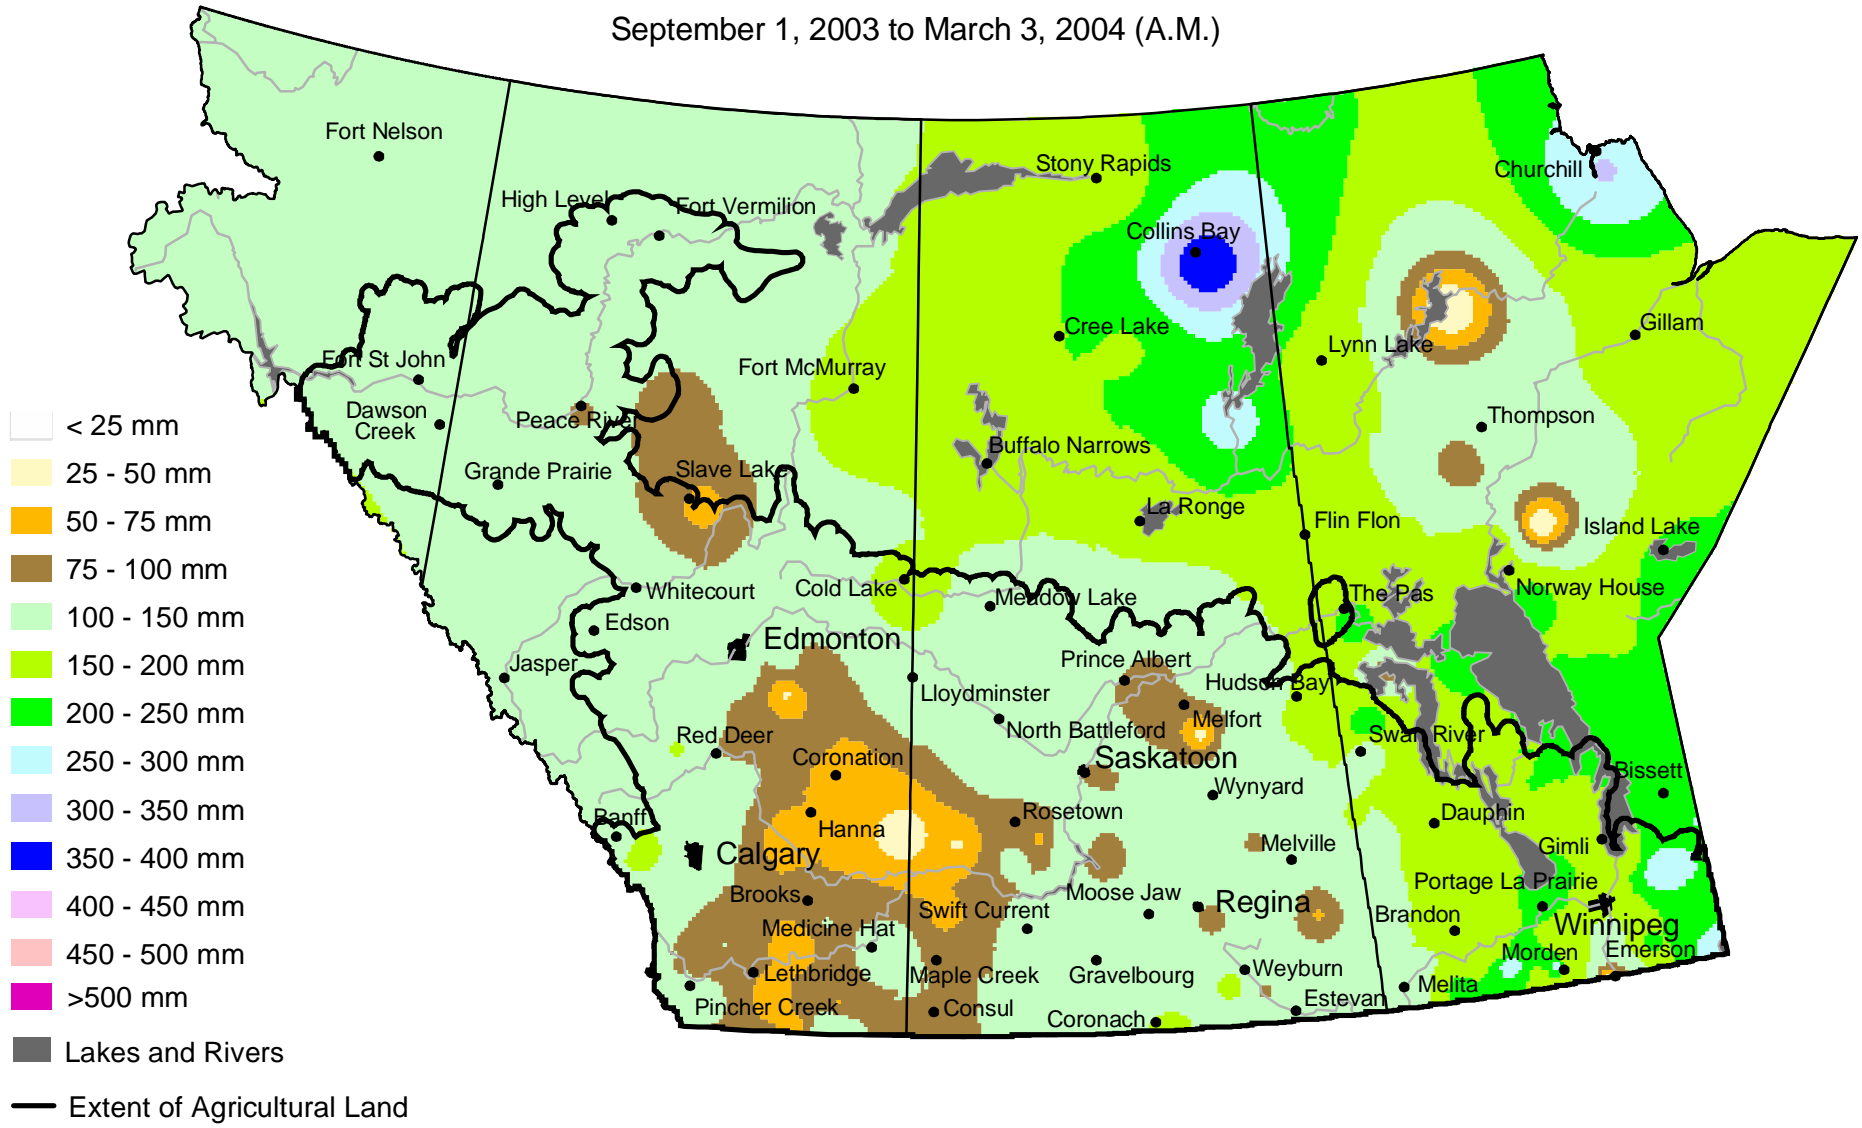 September 1, 2003 to March 3, 2004 (A.M.)
Fort Nelson
High Level
Fort Vermilion
Stony Rapids
Churchill
Collins Bay
Fort St John
Fort McMurray
Cree Lake
Lynn Lake
Gillam
Dawson
Creek
Peace River
Thompson
Grande Prairie
Slave Lake
Buffalo Narrows
La Ronge
Flin Flon
Island Lake
Whitecourt
Cold Lake
Meadow Lake
The Pas
Norway House
Edson
Edmonton
Jasper
Lloydminster
Prince Albert
Hudson Bay
North Battleford
Melfort
Red Deer
Coronation
Saskatoon
Swan River
Wynyard
Bissett
Banff
Hanna
Rosetown
Dauphin
Calgary
Melville
Gimli
Brooks
Swift Current
Moose Jaw
Regina
Portage La Prairie
Brandon
Winnipeg
Medicine Hat
Lethbridge
Maple Creek
Gravelbourg
Weyburn
Morden
Emerson
Pincher Creek
Consul
Coronach
Estevan
Melita
< 25 mm
25 - 50 mm
50 - 75 mm
75 - 100 mm
100 - 150 mm
150 - 200 mm
200 - 250 mm
250 - 300 mm
300 - 350 mm
350 - 400 mm
400 - 450 mm
450 - 500 mm
>500 mm
Lakes and Rivers
Extent of Agricultural Land